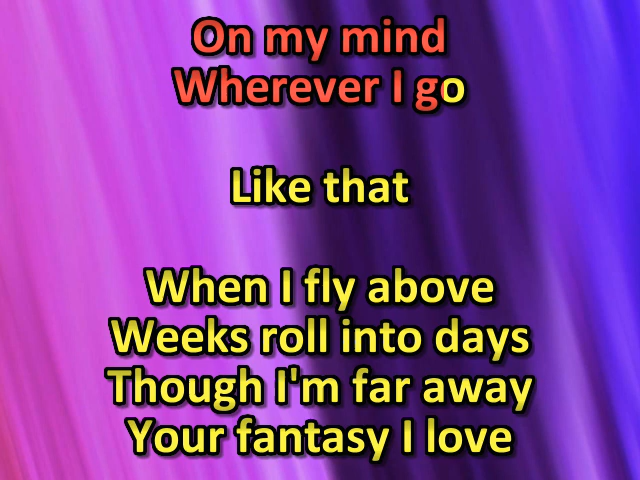 On my mind
Wherever I go
Like that
When I fly above
Weeks roll into days
Though I'm far away
Your fantasy I love